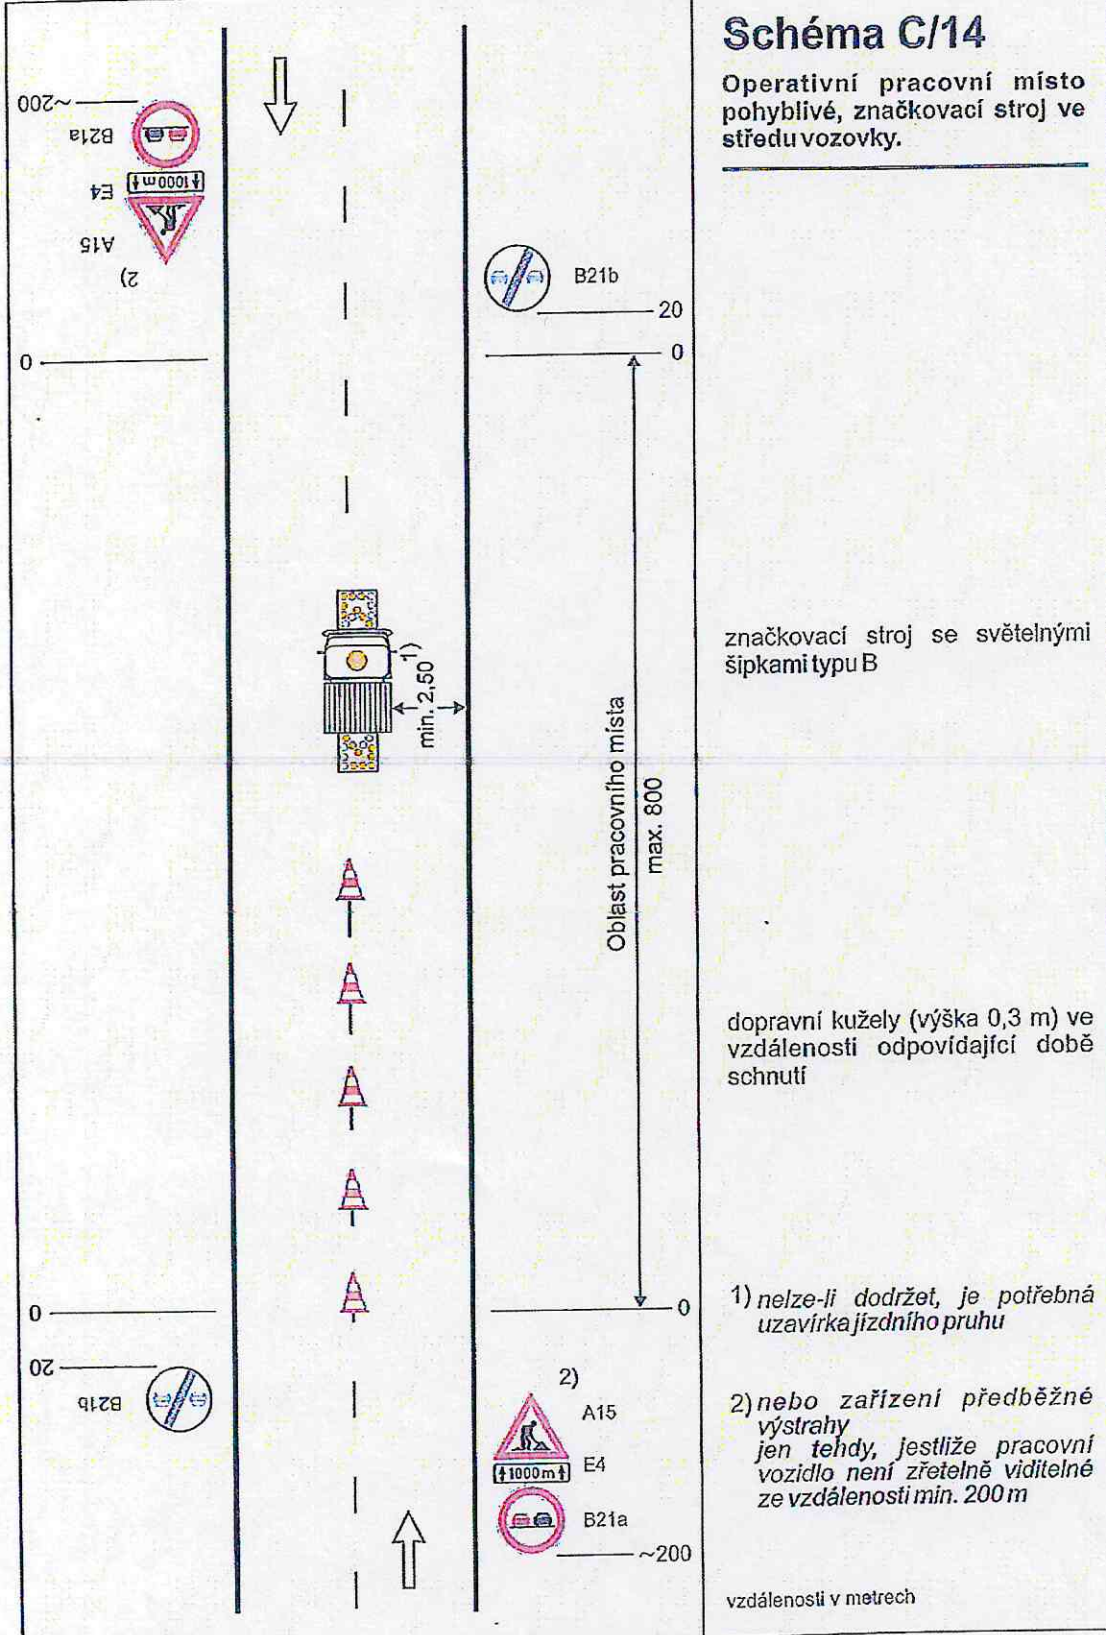 Schéma C/14
Operativní pracovní místo
pohyblivé, značkovací stroj ve
středu vozovky.
~200
B21a
1000 m
E4
A15
2)
B21b
20
0
0
značkovací stroj se světelnými
šipkami typu B
min. 2,50 1)
Oblast pracovního místa
max. 800
dopravní kužely (výška 0,3 m) ve
vzdálenosti odpovídající době
schnutí
0
0
20
B21b
1) nelze-li dodržet, je potřebná
uzavírka jízdního pruhu
2)
A15
1000 m
E4
B21a
~200
2) nebo zařízení předběžné
výstrahy
jen tehdy, jestliže pracovní
vozidlo není zřetelně viditelné
ze vzdálenosti min. 200 m
vzdálenosti v metrech